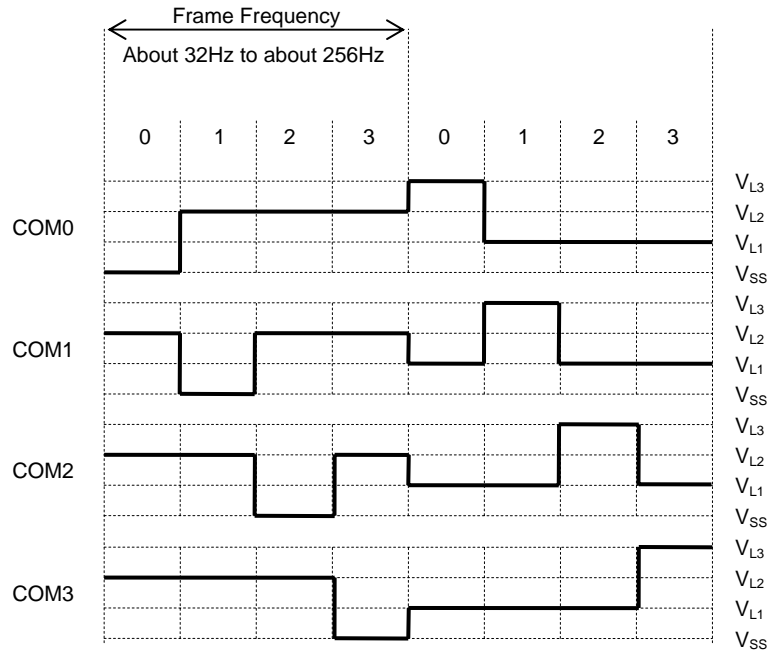 Frame Frequency
About 32Hz to about 256Hz
0 1 2 3 0 1 2 3
COM0
VL3
VL2
VL1
VSS
COM1
VL3
VL2
VL1
VSS
COM2
VL3
VL2
VL1
VSS
COM3
VL3
VL2
VL1
VSS